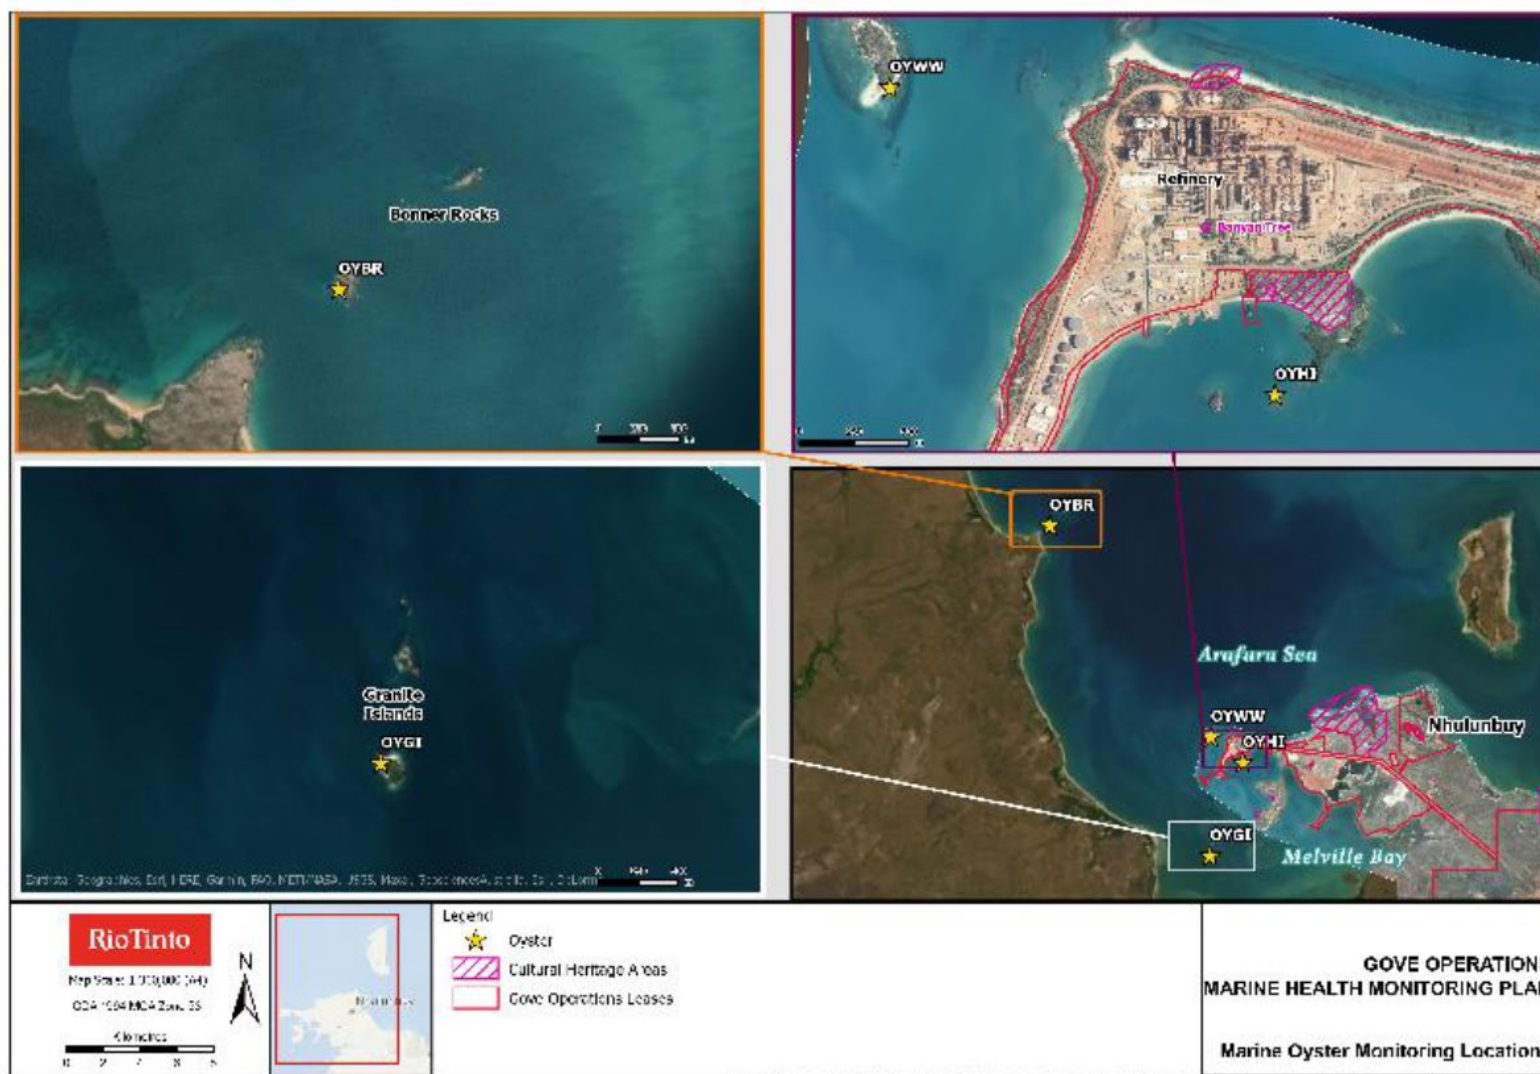 OYBR
Bonner Rocks
OYWW
Refinery
Banyan Tree
OYHI
Granite
Islands
OYGI
OYBR
Arafura Sea
OYWW
OYHI
Nhulunbuy
OYGI
Melville Bay
RioTinto
N
Kilometres
Legend
Oyster
Cultural Heritage Areas
Gove Operations Leases
GOVE OPERATION
MARINE HEALTH MONITORING PLA
Marine Oyster Monitoring Location